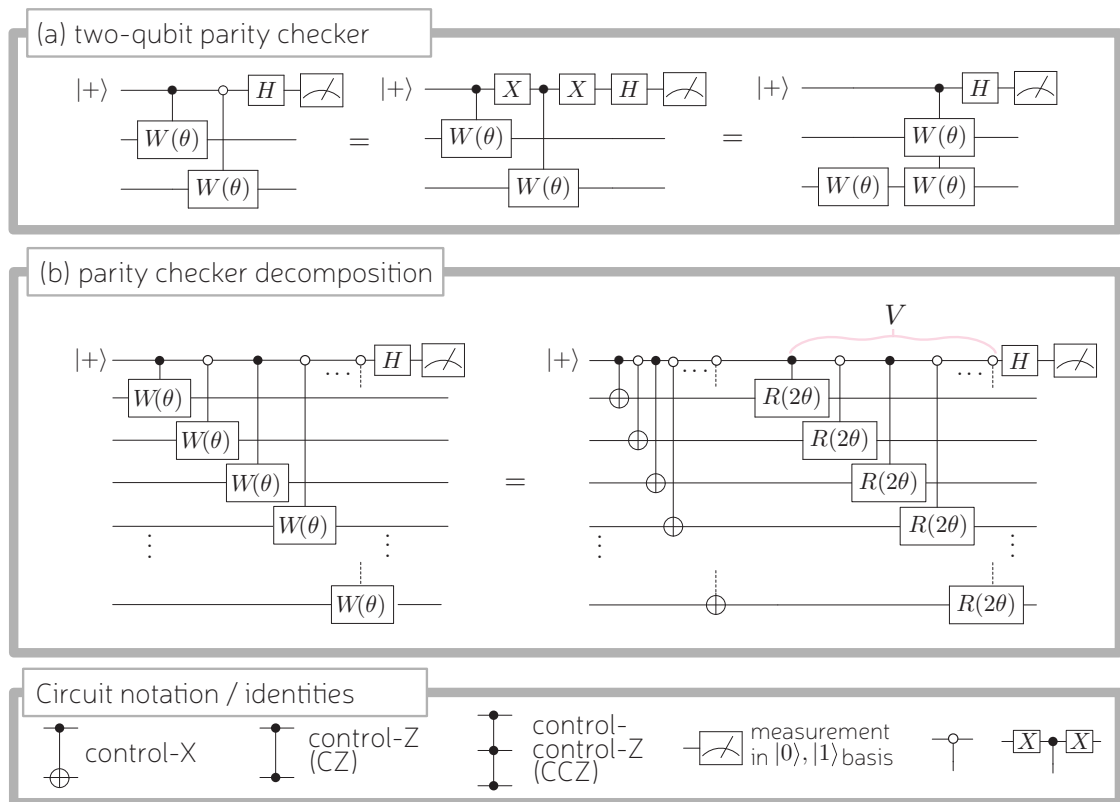 (a) two-qubit parity checker
|+⟩ H |+⟩ X X H |+⟩ H
W(θ) = W(θ) = W(θ)
W(θ) W(θ) W(θ) W(θ)
(b) parity checker decomposition
V
|+⟩ ... H |+⟩ ... ... H
W(θ) R(2θ)
W(θ) R(2θ)
W(θ) = R(2θ)
W(θ) R(2θ)
⋮ ⋮ ⋮ ⋮
W(θ) R(2θ)
Circuit notation / identities
control-X
control-Z
(CZ)
control-
control-Z
(CCZ)
measurement
in |0⟩, |1⟩ basis
X X